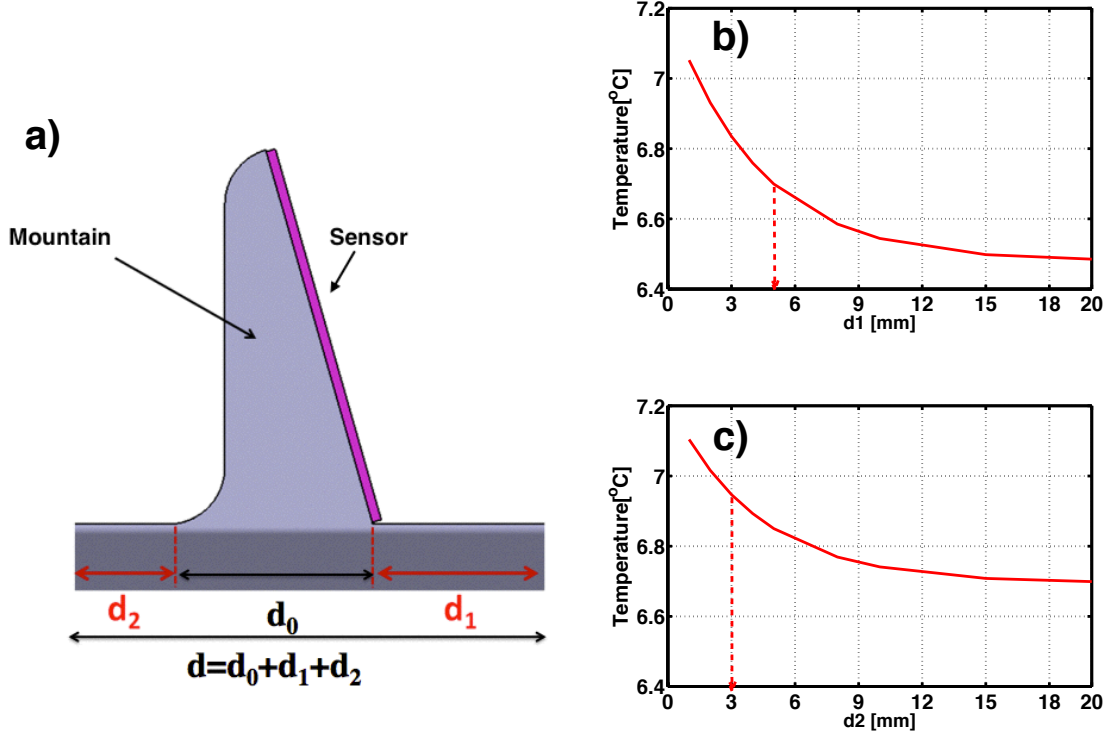 a)
Mountain
Sensor
d2
d0
d1
d=d0+d1+d2
b)
Temperature[oC]
7.2
7
6.8
6.6
6.4
0 3 6 9 12 15 18 20
d1 [mm]
c)
Temperature[oC]
7.2
7
6.8
6.6
6.4
0 3 6 9 12 15 18 20
d2 [mm]